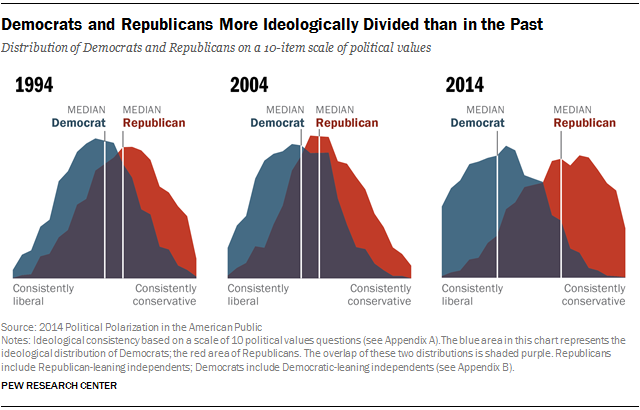 Democrats and Republicans More Ideologically Divided than in the Past
Distribution of Democrats and Republicans on a 10-item scale of political values
1994
MEDIAN
Democrat
MEDIAN
Republican
Consistently
liberal
Consistently
conservative
2004
MEDIAN
Democrat
MEDIAN
Republican
Consistently
liberal
Consistently
conservative
2014
MEDIAN
Democrat
MEDIAN
Republican
Consistently
liberal
Consistently
conservative
Source: 2014 Political Polarization in the American Public
Notes: Ideological consistency based on a scale of 10 political values questions (see Appendix A).The blue area in this chart represents the
ideological distribution of Democrats; the red area of Republicans. The overlap of these two distributions is shaded purple. Republicans
include Republican-leaning independents; Democrats include Democratic-leaning independents (see Appendix B).
PEW RESEARCH CENTER